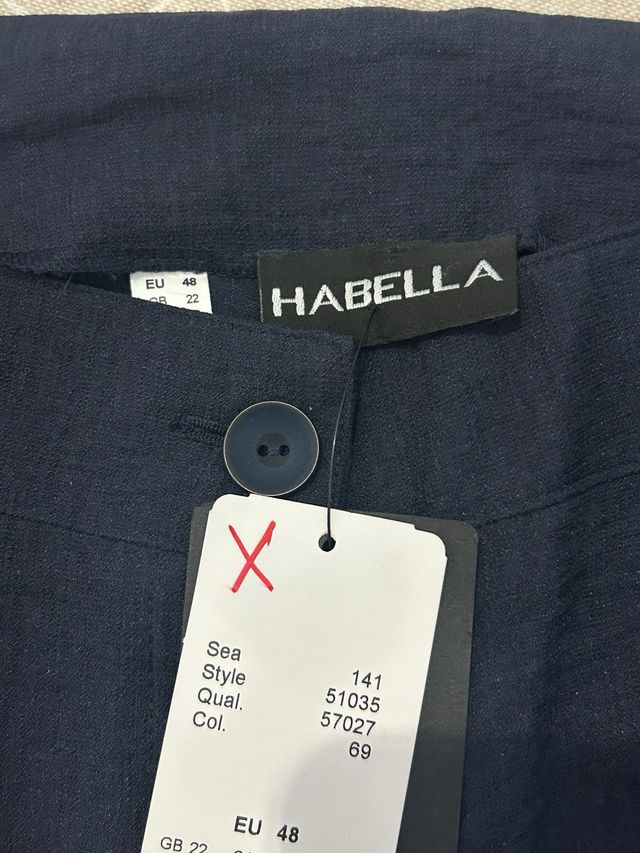 EU 48
GB 22
HABELLA
X
Sea 141
Style 51035
Qual. 57027
Col. 69
EU 48
GB 22